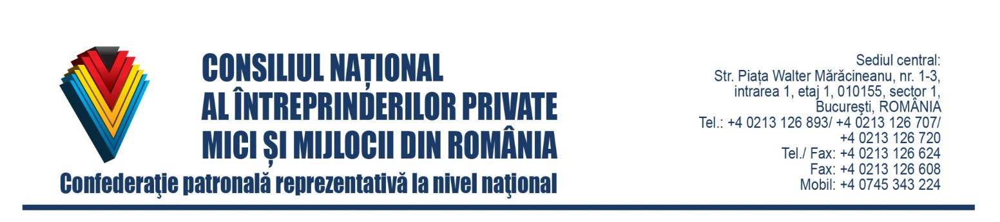 CONSILIUL NAȚIONAL
AL ÎNTREPRINDERILOR PRIVATE
MICI ȘI MIJLOCII DIN ROMÂNIA
Confederaţie patronală reprezentativă la nivel naţional
Sediul central:
Str. Piața Walter Mărăcineanu, nr. 1-3,
intrarea 1, etaj 1, 010155, sector 1,
Bucureşti, ROMÂNIA
Tel.: +4 0213 126 893/ +4 0213 126 707/
+4 0213 126 720
Tel./ Fax: +4 0213 126 624
Fax: +4 0213 126 608
Mobil: +4 0745 343 224